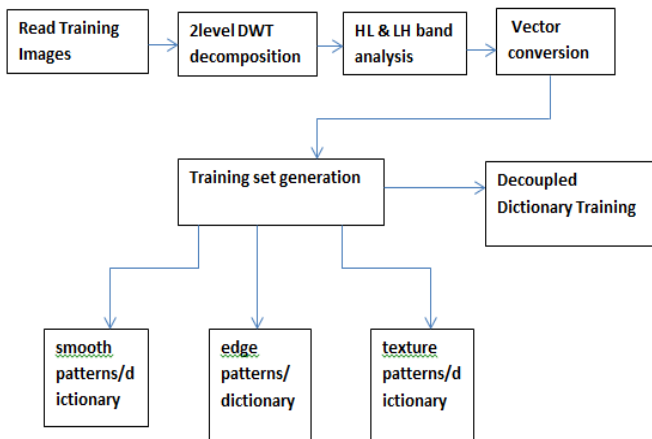 Read Training
Images
2level DWT
decomposition
HL & LH band
analysis
Vector
conversion
Training set generation
Decoupled
Dictionary Training
smooth
patterns/d
ictionary
edge
patterns/
dictionary
texture
patterns/d
ictionary